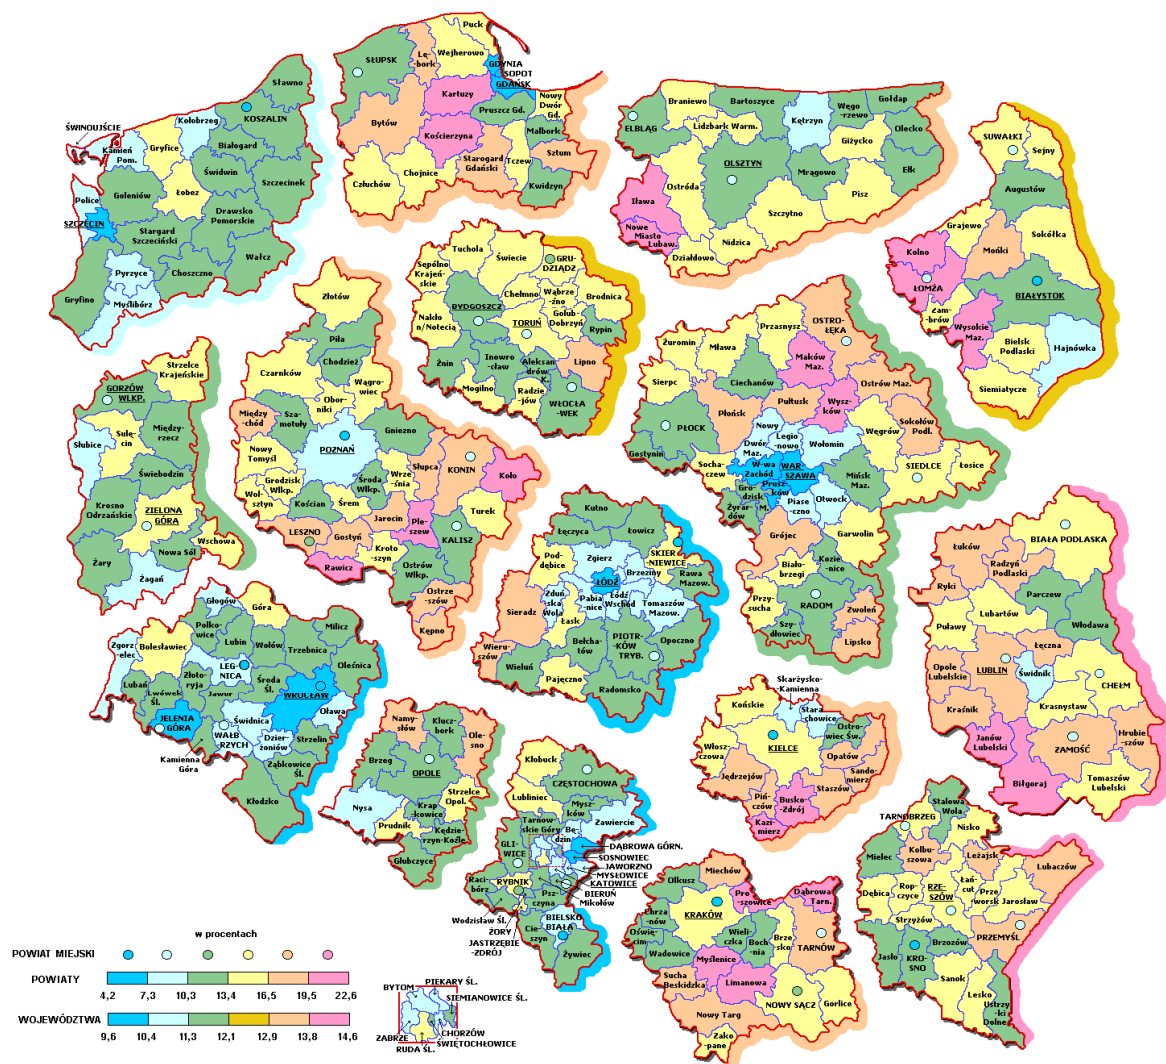 Puck
Wejherowo
Lę-
bork
SŁUPSK
GDYNIA
SOPOT
GDAŃSK
Kartuzy
Pruszcz Gd.
Nowy
Dwór
Gd.
Bytów
Kościerzyna
Malbork
Starogard
Gdański
Tczew
Sztum
Człuchów
Chojnice
Kwidzyn
Sławno
KOSZALIN
Kołobrzeg
ŚWINOUJŚCIE
Kamień
Pom.
Gryfice
Białogard
Świdwin
Szczecinek
Police
Goleniów
Łobez
SZCZECIN
Drawsko
Pomorskie
Stargard
Szczeciński
Wałcz
Pyrzyce
Choszczno
Gryfino
Myślibórz
Braniewo
Bartoszyce
Węgo
-rzewo
Gołdap
ELBLĄG
Lidzbark Warm.
Kętrzyn
Olecko
Giżycko
OLSZTYN
Mrągowo
Ełk
Ostróda
Pisz
Iława
Szczytno
Nowe
Miasto
Lubaw.
Nidzica
Działdowo
SUWAŁKI
Sejny
Augustów
Grajewo
Sokółka
Mońki
Kolno
ŁOMŻA
BIAŁYSTOK
Zam-
brów
Wysokie
Maz.
Hajnówka
Bielsk
Podlaski
Siemiatycze
Tuchola
Świecie
GRU-
DZIĄDZ
Sępólno
Krajeńskie
Chełmno
Wąbrze-
źno
Brodnica
BYDGOSZCZ
Golub
Dobrzyń
Nakło
n/Notecią
TORUŃ
Rypin
Żnin
Inowro
-cław
Aleksan-
drów
K.
Lipno
Mogilno
Radzie-
jów
WŁOCŁA-
WEK
Strzelce
Krajeńskie
GORZÓW
WLKP.
Słubice
Sulę-
cin
Między-
rzecz
Świebodzin
Krosno
Odrzańskie
ZIELONA
GÓRA
Wschowa
Nowa Sól
Żary
Żagań
Złotów
Piła
Chodzież
Czarnków
Wągro-
wiec
Obor-
niki
Między-
chód
Sza-
motuły
Gniezno
POZNAŃ
Nowy
Tomyśl
Słupca
KONIN
Koło
Wrze-
śnia
Grodzisk
Wlkp.
Środa
Wlkp.
Wol-
sztyn
Kościan
Śrem
Turek
Jarocin
Ple-
szew
LESZNO
Gostyń
KALISZ
Kroto-
szyn
Rawicz
Ostrów
Wlkp.
Ostrze-
szów
Kępno
OSTRO-
ŁĘKA
Przasnysz
Żuromin
Mława
Maków
Maz.
Sierpc
Ciechanów
Ostrów Maz.
Wysz-
ków
Pułtusk
Płońsk
Sokołów
Podl.
PŁOCK
Nowy
Dwór
Maz.
Legio-
nowo
Wołomin
Węgrów
Gostynin
Socha-
czew
W-wa
Zachód
WAR-
SZAWA
SIEDLCE
Łosice
Mińsk
Maz.
Gro-
dzisk
M.
Prusz-
ków
Otwock
Żyrar-
dów
Piase
-czno
Grójec
Garwolin
Kozie-
nice
Biało-
brzegi
Przy-
sucha
RADOM
Zwoleń
Szy-
dłowiec
Lipsko
Kutno
Łęczyca
Łowicz
Zgierz
SKIER
-NIEWICE
Pod-
dębice
Brzeziny
ŁÓDŹ
Rawa
Mazow.
Zduń
ska
Wola
Pabia
-nice
Łódź
Wschód
Sieradz
Tomaszów
Mazow.
Łask
Bełcha-
tów
PIOTR-
KÓW
TRYB.
Opoczno
Wieru-
szów
Wieluń
Pajęczno
Radomsko
BIAŁA PODLASKA
Łuków
Radzyń
Podlaski
Ryki
Parczew
Lubartów
Włodawa
Puławy
Łęczna
LUBLIN
Świdnik
Opole
Lubelskie
CHEŁM
Krasnystaw
Kraśnik
Janów
Lubelski
ZAMOŚĆ
Hrubie-
szów
Biłgoraj
Tomaszów
Lubelski
Głogów
Góra
Polko-
wice
Milicz
Zgorz
-elec
Bolesławiec
Lubin
Wołów
Trzebnica
LEG-
NICA
Oleśnica
Lubań
Złoto-
ryja
Środa
Śl.
Lwówek
Śl.
Jawor
WROCŁAW
Oława
JELENIA
GÓRA
Świdnica
WAŁB
RZYCH
Dzier-
żoniów
Strzelin
Kamienna
Góra
Ząbkowice
Śl.
Kłodzko
Namy-
słów
Klucz-
bork
Ole-
sno
Brzeg
OPOLE
Strzelce
Opol.
Nysa
Krap-
kowice
Prudnik
Kędzie-
rzyn-Koźle
Głubczyce
Kłobuck
CZĘSTOCHOWA
Lubliniec
Mysz-
ków
Tarnow-
skie Góry
Bę-
dzin
Zawiercie
GLI-
WICE
DĄBROWA GÓRN.
SOSNOWIEC
JAWORZNO
MYSŁOWICE
KATOWICE
BIERUŃ
Mikołów
Raci-
bórz
RYBNIK
Psz-
czyna
Wodzisław Śl.
ŻORY
JASTRZĘBIE
-ZDRÓJ
BIELSKO
BIAŁA
Cie-
szyn
Żywiec
Skarżysko-
Kamienna
Końskie
Stara
chowice
KIELCE
Ostro-
wiec Św.
Włosz-
czowa
Jędrzejów
Opatów
Sando-
mierz
Staszów
Piń-
czów
Busko-
Zdrój
Kazi-
mierz
Olkusz
Miechów
Pro-
szowice
Dąbrowa
Tarn.
Chrza-
nów
KRAKÓW
Oświę-
cim
Wieli-
czka
Brze-
sko
TARNÓW
Wadowice
Boch-
nia
Myślenice
Sucha
Beskidzka
Limanowa
NOWY SĄCZ
Gorlice
Nowy Targ
Zako-
pane
Stalowa
Wola
TARNOBRZEG
Nisko
Mielec
Kolbu-
szowa
Leżajsk
Lubaczów
Dębica
Rop-
czyce
RZE-
SZÓW
Łań-
cut
Prze
worsk
Jarosław
Strzyżów
PRZEMYŚL
Jasło
KRO-
SNO
Brzozów
Sanok
Lesko
Ustrzy-
ki
Dolne
w procentach
POWIAT MIEJSKI
POWIATY
4,2 7,3 10,3 13,4 16,5 19,5 22,6
WOJEWÓDZTWA
9,6 10,4 11,3 12,1 12,9 13,8 14,6
BYTOM
PIEKARY ŚL.
SIEMIANOWICE ŚL.
CHORZÓW
ŚWIĘTOCHŁOWICE
ZABRZE
RUDA ŚL.